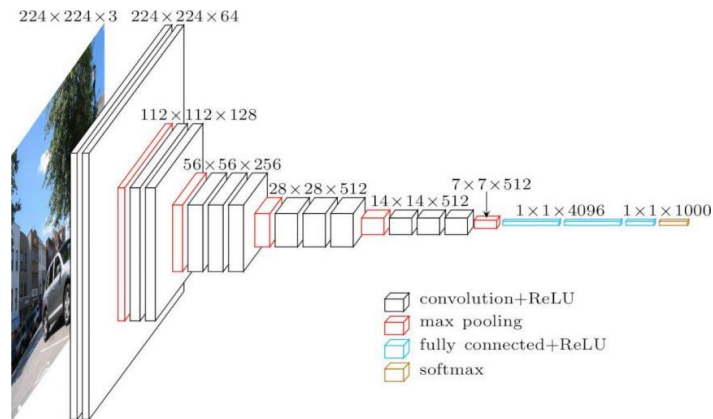 224×224×3
224×224×64
112×112×128
56×56×256
28×28×512
14×14×512
7×7×512
1×1×4096
1×1×1000
convolution+ReLU
max pooling
fully connected+ReLU
softmax